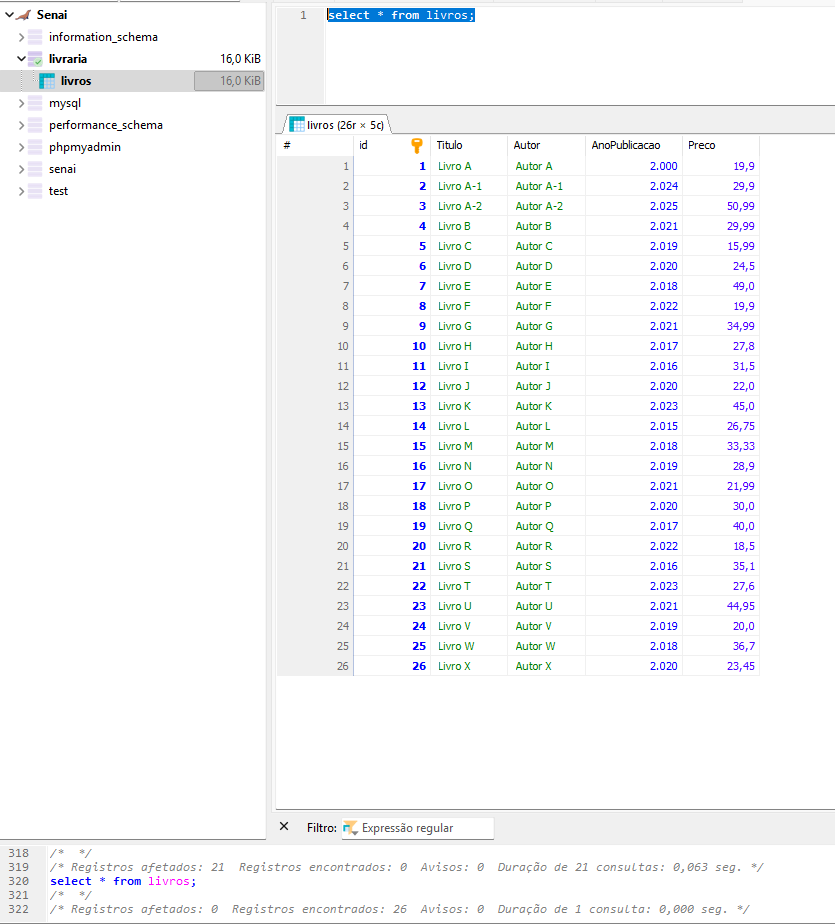 Senai
information_schema
livraria 16,0 KiB
livros 16,0 KiB
mysql
performance_schema
phpmyadmin
senai
test
1 select * from livros;
livros (26r × 5c)
# id Titulo Autor AnoPublicacao Preco
1 1 Livro A Autor A 2.000 19,9
2 2 Livro A-1 Autor A-1 2.024 29,9
3 3 Livro A-2 Autor A-2 2.025 50,99
4 4 Livro B Autor B 2.021 29,99
5 5 Livro C Autor C 2.019 15,99
6 6 Livro D Autor D 2.020 24,5
7 7 Livro E Autor E 2.018 49,0
8 8 Livro F Autor F 2.022 19,9
9 9 Livro G Autor G 2.021 34,99
10 10 Livro H Autor H 2.017 27,8
11 11 Livro I Autor I 2.016 31,5
12 12 Livro J Autor J 2.020 22,0
13 13 Livro K Autor K 2.023 45,0
14 14 Livro L Autor L 2.015 26,75
15 15 Livro M Autor M 2.018 33,33
16 16 Livro N Autor N 2.019 28,9
17 17 Livro O Autor O 2.021 21,99
18 18 Livro P Autor P 2.020 30,0
19 19 Livro Q Autor Q 2.017 40,0
20 20 Livro R Autor R 2.022 18,5
21 21 Livro S Autor S 2.016 35,1
22 22 Livro T Autor T 2.023 27,6
23 23 Livro U Autor U 2.021 44,95
24 24 Livro V Autor V 2.019 20,0
25 25 Livro W Autor W 2.018 36,7
26 26 Livro X Autor X 2.020 23,45
Filtro: Expressão regular
318 /* */
319 /* Registros afetados: 21 Registros encontrados: 0 Avisos: 0 Duração de 21 consultas: 0,063 seg. */
320 select * from livros;
321 /* */
322 /* Registros afetados: 0 Registros encontrados: 26 Avisos: 0 Duração de 1 consulta: 0,000 seg. */